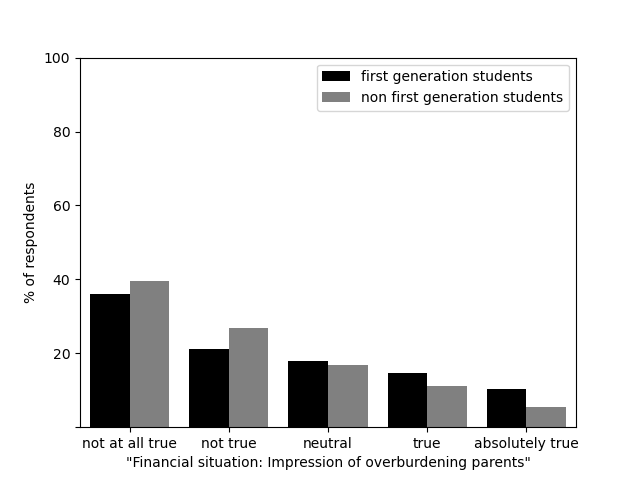 100
80
60
40
20
% of respondents
first generation students
non first generation students
not at all true
not true
neutral
true
absolutely true
"Financial situation: Impression of overburdening parents"